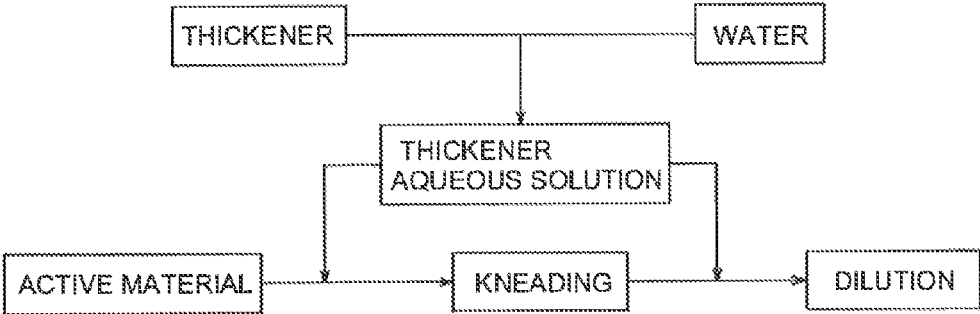 THICKENER
WATER
THICKENER
AQUEOUS SOLUTION
ACTIVE MATERIAL
KNEADING
DILUTION